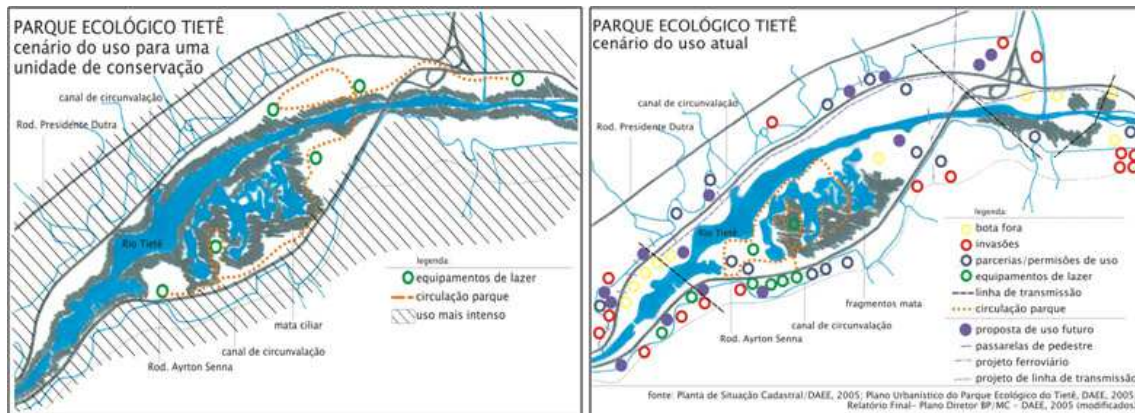 PARQUE ECOLÓGICO TIETÊ
cenário do uso para uma
unidade de conservação
canal de circunvalação
Rod. Presidente Dutra
Rio Tietê
legenda:
equipamentos de lazer
circulação parque
uso mais intenso
mata ciliar
canal de circunvalação
Rod. Ayrton Senna
PARQUE ECOLÓGICO TIETÊ
cenário do uso atual
canal de circunvalação
Rod. Presidente Dutra
Rio Tietê
legenda:
bota fora
invasões
parcerias/permisões de uso
equipamentos de lazer
linha de transmissão
circulação parque
proposta de uso futuro
passarelas de pedestre
projeto ferroviário
projeto de linha de transmissão
fragmentos mata
canal de circunvalação
Rod. Ayrton Senna
fonte: Planta de Situação Cadastral/DAEE, 2005; Plano Urbanístico do Parque Ecológico do Tietê, DAEE, 2005
Relatório Final- Plano Diretor BP/MC - DAEE, 2005 (modificados)